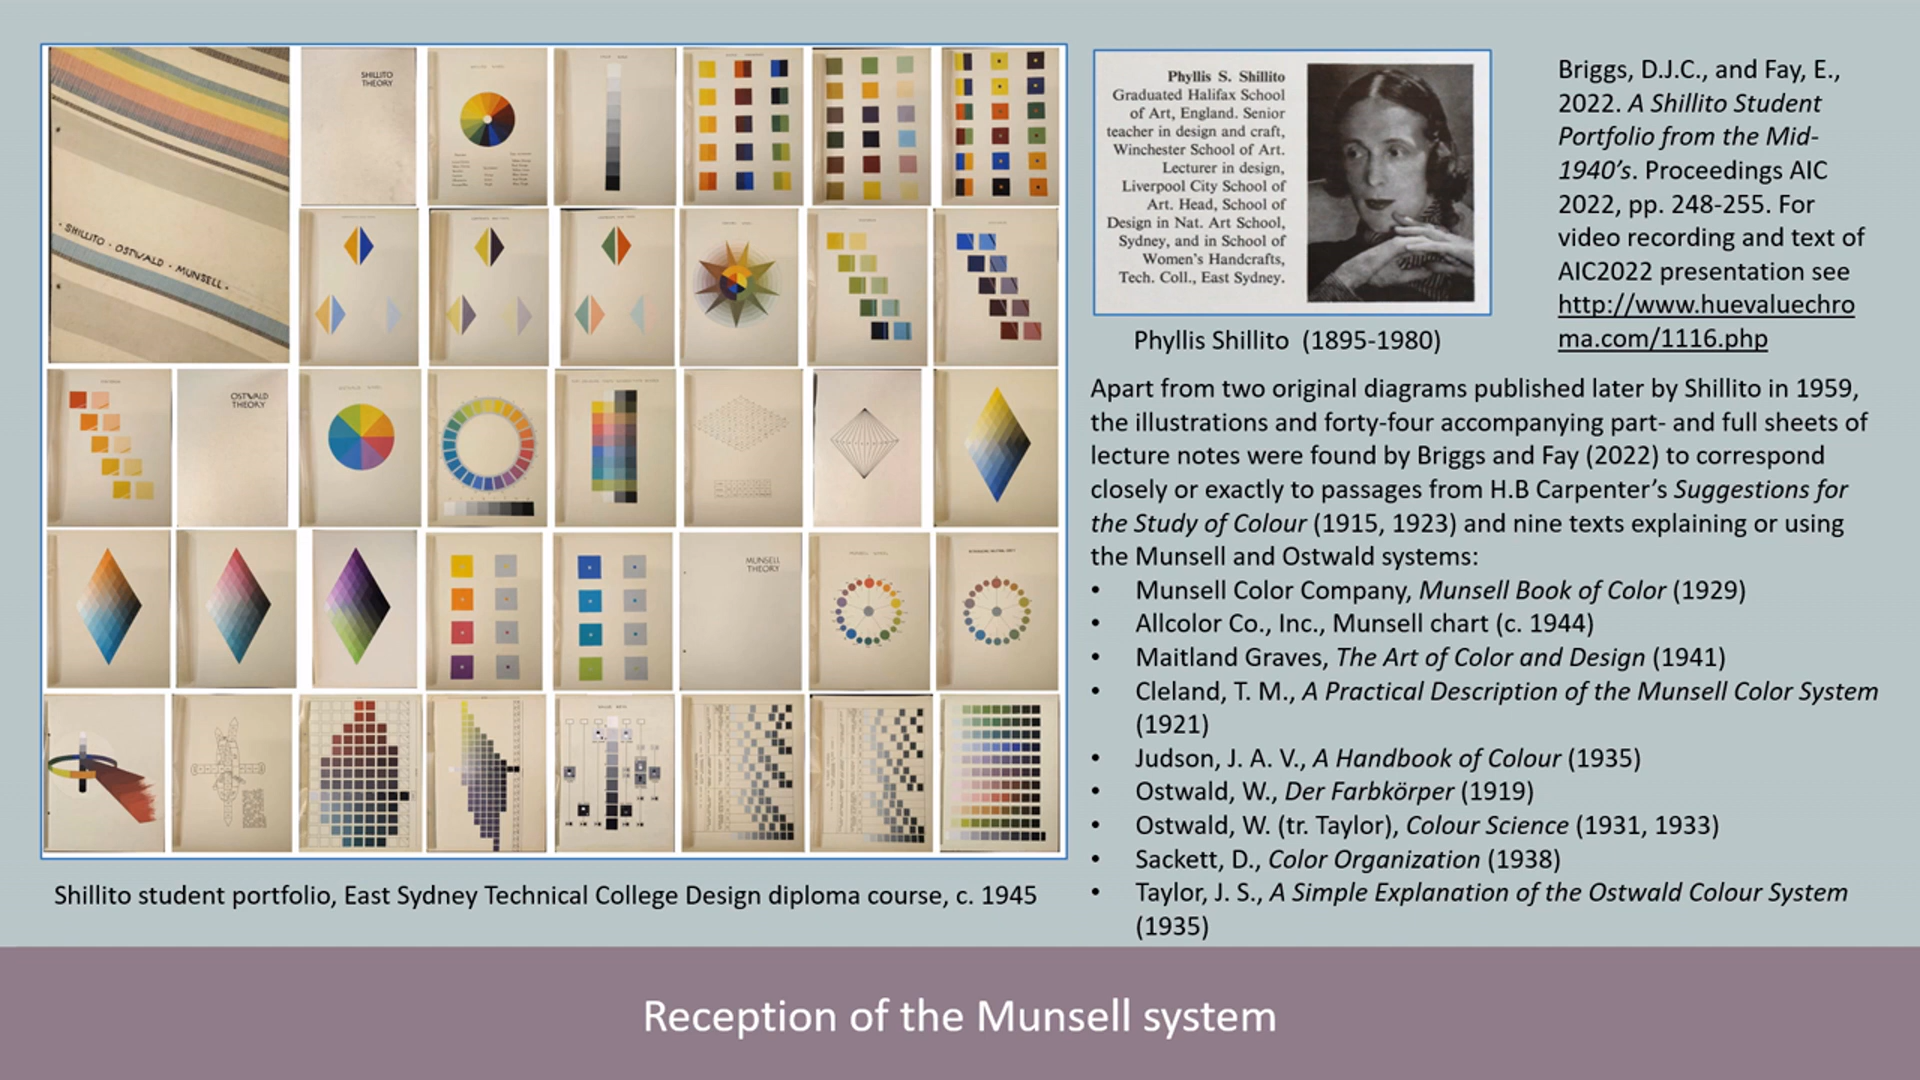 · SHILLITO · OSTWALD · MUNSELL ·
SHILLITO
THEORY
OSTWALD
THEORY
MUNSELL
THEORY
Shillito student portfolio, East Sydney Technical College Design diploma course, c. 1945
Phyllis S. Shillito
Graduated Halifax School
of Art, England. Senior
teacher in design and craft,
Winchester School of Art.
Lecturer in design,
Liverpool City School of
Art. Head, School of
Design in Nat. Art School,
Sydney, and in School of
Women's Handcrafts,
Tech. Coll., East Sydney.
Phyllis Shillito (1895-1980)
Briggs, D.J.C., and Fay, E.,
2022. A Shillito Student
Portfolio from the Mid-
1940’s. Proceedings AIC
2022, pp. 248-255. For
video recording and text of
AIC2022 presentation see
http://www.huevaluechro
ma.com/1116.php
Apart from two original diagrams published later by Shillito in 1959,
the illustrations and forty-four accompanying part- and full sheets of
lecture notes were found by Briggs and Fay (2022) to correspond
closely or exactly to passages from H.B Carpenter’s Suggestions for
the Study of Colour (1915, 1923) and nine texts explaining or using
the Munsell and Ostwald systems:
• Munsell Color Company, Munsell Book of Color (1929)
• Allcolor Co., Inc., Munsell chart (c. 1944)
• Maitland Graves, The Art of Color and Design (1941)
• Cleland, T. M., A Practical Description of the Munsell Color System
(1921)
• Judson, J. A. V., A Handbook of Colour (1935)
• Ostwald, W., Der Farbkörper (1919)
• Ostwald, W. (tr. Taylor), Colour Science (1931, 1933)
• Sackett, D., Color Organization (1938)
• Taylor, J. S., A Simple Explanation of the Ostwald Colour System
(1935)
Reception of the Munsell system